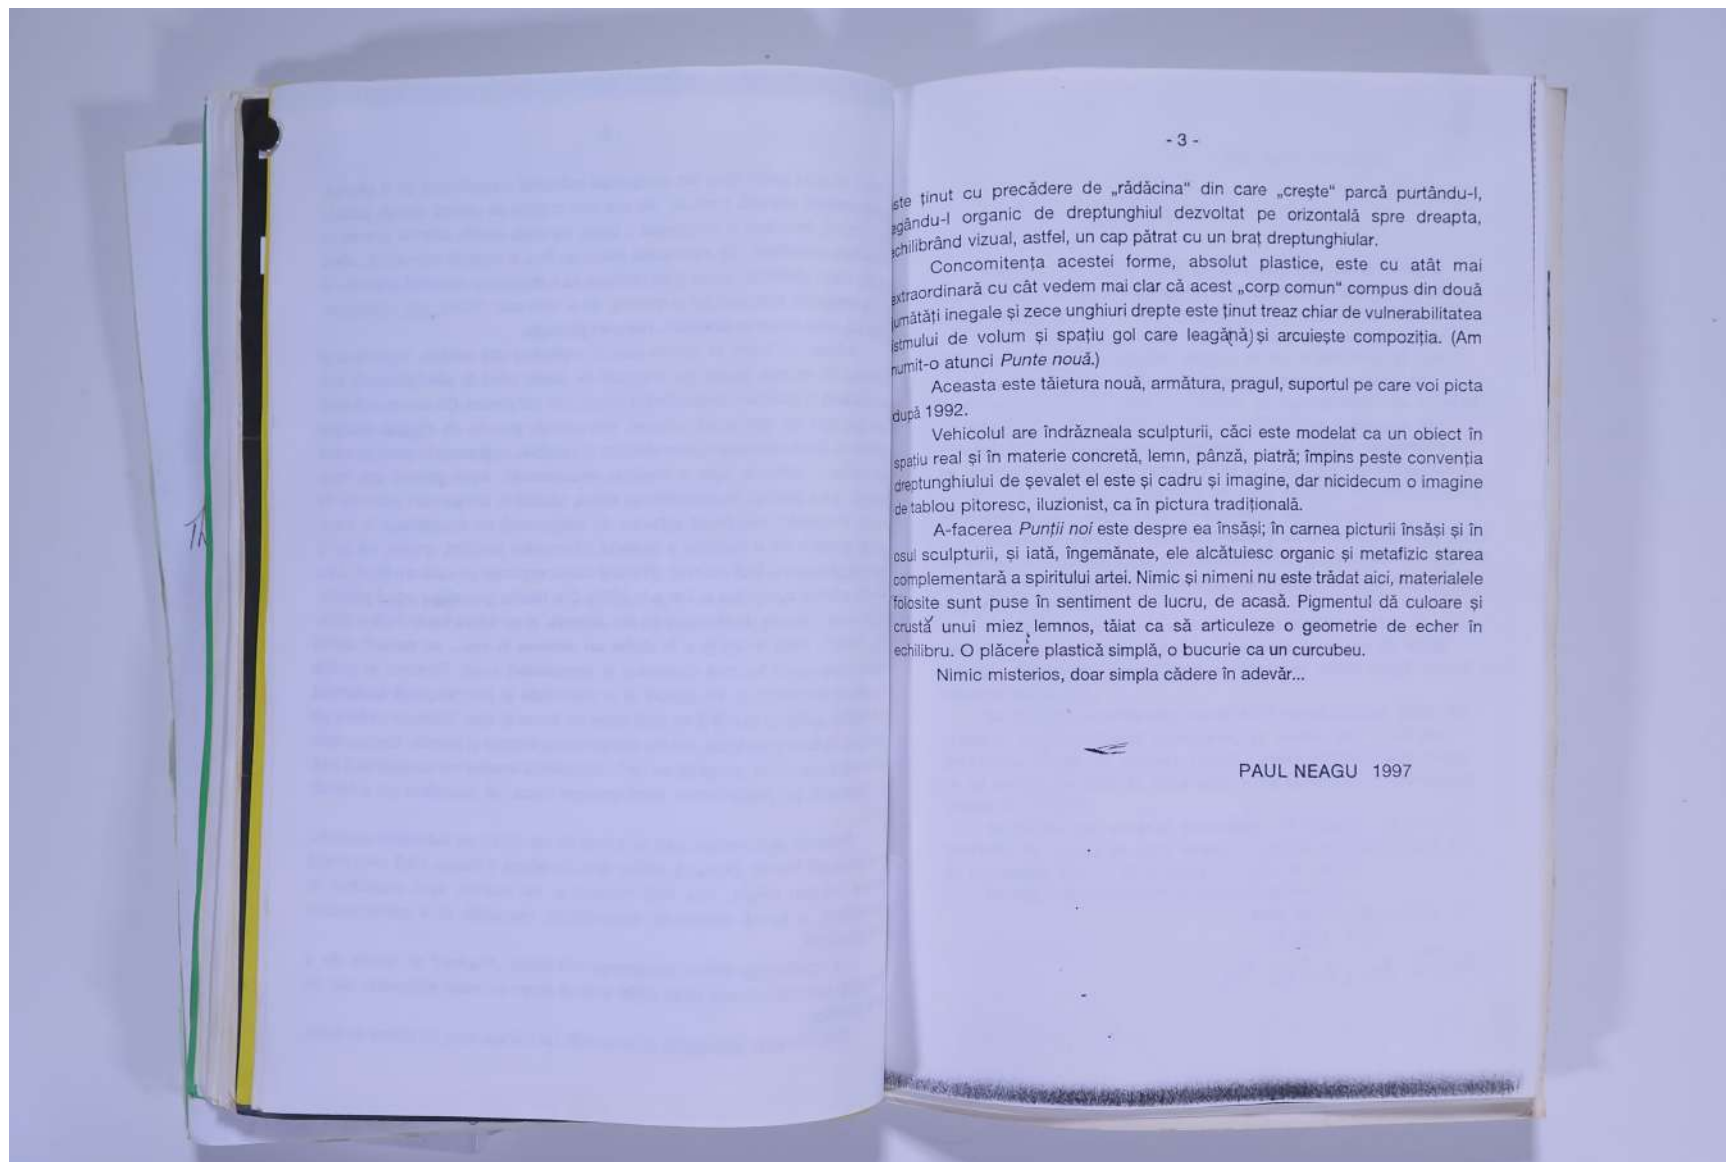 - 3 -
ste ținut cu precădere de „rădăcina“ din care „crește“ parcă purtându-l,
egându-l organic de dreptunghiul dezvoltat pe orizontală spre dreapta,
echilibrând vizual, astfel, un cap pătrat cu un braț dreptunghiular.
Concomitența acestei forme, absolut plastice, este cu atât mai
extraordinară cu cât vedem mai clar că acest „corp comun“ compus din două
jumătăți inegale și zece unghiuri drepte este ținut treaz chiar de vulnerabilitatea
istmului de volum și spațiu gol care leagănă) și arcuiește compoziția. (Am
numit-o atunci Punte nouă.)
Aceasta este tăietura nouă, armătura, pragul, suportul pe care voi picta
după 1992.
Vehicolul are îndrăzneala sculpturii, căci este modelat ca un obiect în
spațiu real și în materie concretă, lemn, pânză, piatră; împins peste convenția
dreptunghiului de șevalet el este și cadru și imagine, dar nicidecum o imagine
de tablou pitoresc, iluzionist, ca în pictura tradițională.
A-facerea Punții noi este despre ea însăși; în carnea picturii însăși și în
osul sculpturii, și iată, îngemănate, ele alcătuiesc organic și metafizic starea
complementară a spiritului artei. Nimic și nimeni nu este trădat aici, materialele
folosite sunt puse în sentiment de lucru, de acasă. Pigmentul dă culoare și
crustă unui miez, lemnos, tăiat ca să articuleze o geometrie de echer în
echilibru. O plăcere plastică simplă, o bucurie ca un curcubeu.
Nimic misterios, doar simpla cădere în adevăr...
PAUL NEAGU 1997